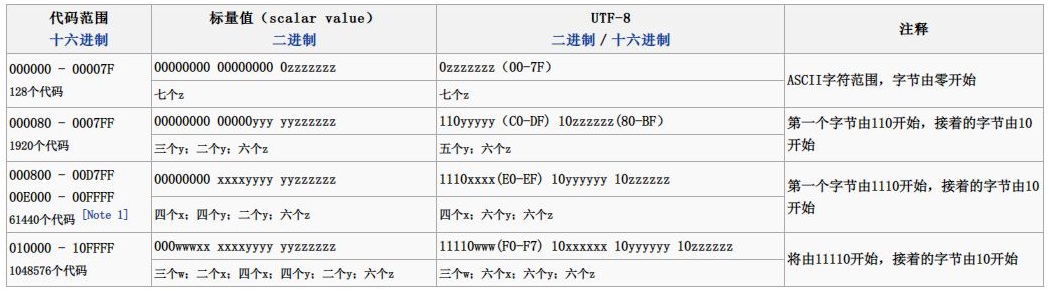 代码范围
十六进制
标量值（scalar value）
二进制
UTF-8
二进制 / 十六进制
注释
000000 - 00007F
128个代码
00000000 00000000 0zzzzzzz
0zzzzzzz（00-7F）
ASCII字符范围，字节由零开始
七个z
七个z
000080 - 0007FF
1920个代码
00000000 00000yyy yyzzzzzz
110yyyyy（C0-DF) 10zzzzzz(80-BF）
第一个字节由110开始，接着的字节由10
开始
三个y；二个y；六个z
五个y；六个z
000800 - 00D7FF
00E000 - 00FFFF
61440个代码 [Note 1]
00000000 xxxxyyyy yyzzzzzz
1110xxxx(E0-EF) 10yyyyyy 10zzzzzz
第一个字节由1110开始，接着的字节由10
开始
四个x；四个y；二个y；六个z
四个x；六个y；六个z
010000 - 10FFFF
1048576个代码
000wwwxx xxxxyyyy yyzzzzzz
11110www(F0-F7) 10xxxxxx 10yyyyyy 10zzzzzz
将由11110开始，接着的字节由10开始
三个w；二个x；四个x；四个y；二个y；六个z
三个w；六个x；六个y；六个z